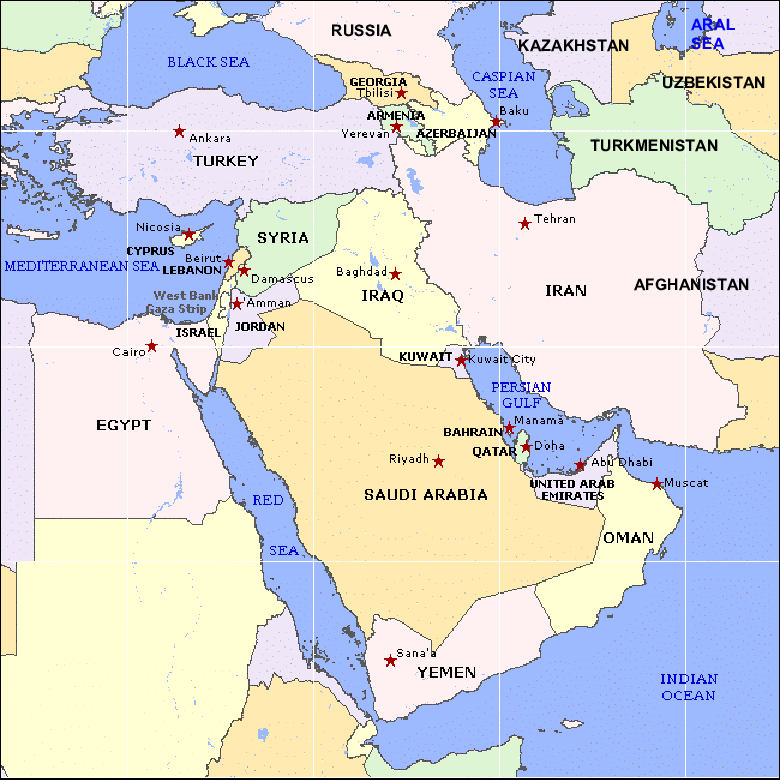 RUSSIA
ARAL
SEA
KAZAKHSTAN
BLACK SEA
CASPIAN
SEA
UZBEKISTAN
GEORGIA
Tbilisi
Baku
ARMENIA
Verevan
AZERBAIJAN
Ankara
TURKEY
TURKMENISTAN
Nicosia
Tehran
SYRIA
CYPRUS
Beirut
MEDITERRANEAN SEA
LEBANON
Damascus
Baghdad
IRAQ
IRAN
AFGHANISTAN
West Bank
Gaza Strip
Amman
ISRAEL
JORDAN
Cairo
KUWAIT
Kuwait City
PERSIAN
GULF
EGYPT
Manama
BAHRAIN
QATAR
Doha
Riyadh
Abu Dhabi
SAUDI ARABIA
UNITED ARAB
EMIRATES
Muscat
RED
SEA
OMAN
Sana'a
YEMEN
INDIAN
OCEAN